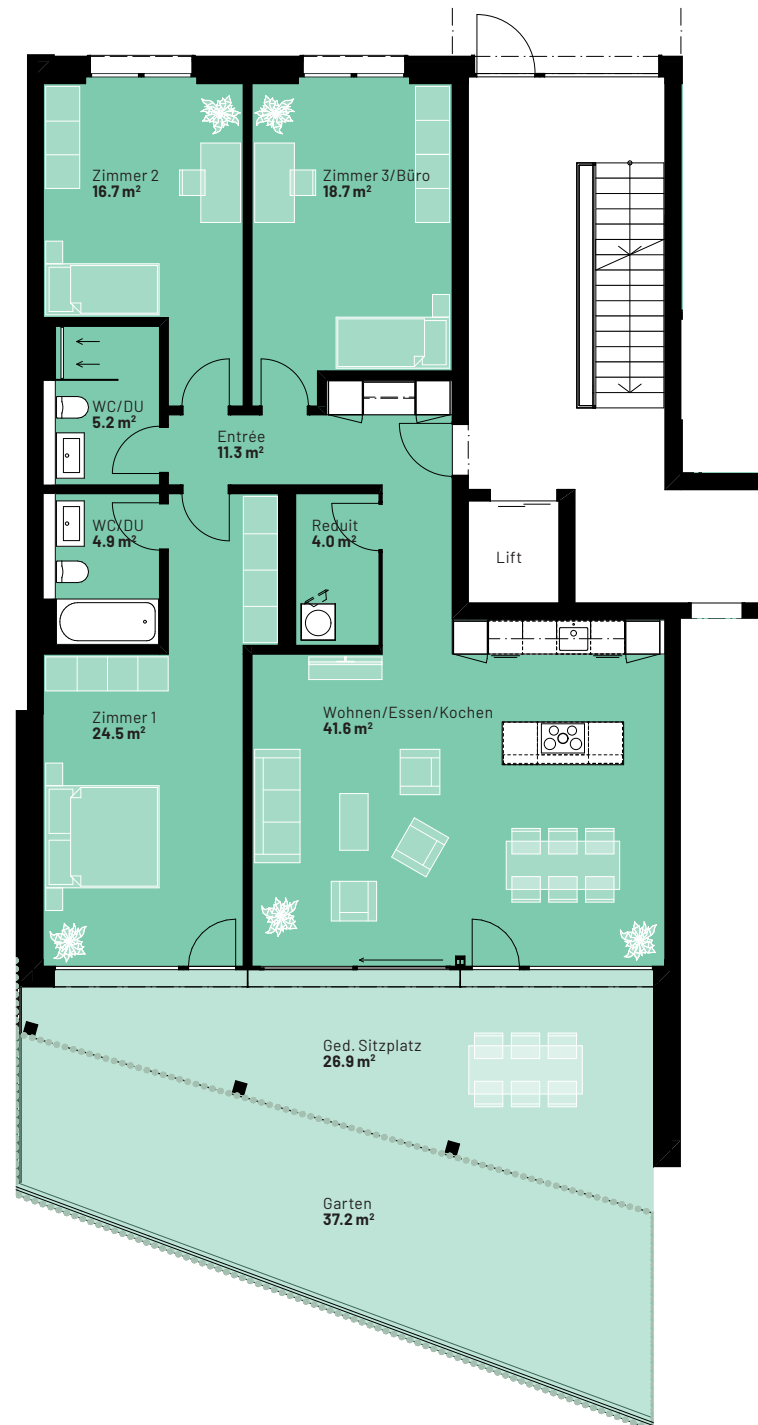 Zimmer 2
16.7 m²
Zimmer 3/Büro
18.7 m²
WC/DU
5.2 m²
Entrée
11.3 m²
WC/DU
4.9 m²
Reduit
4.0 m²
Lift
Zimmer 1
24.5 m²
Wohnen/Essen/Kochen
41.6 m²
Ged. Sitzplatz
26.9 m²
Garten
37.2 m²